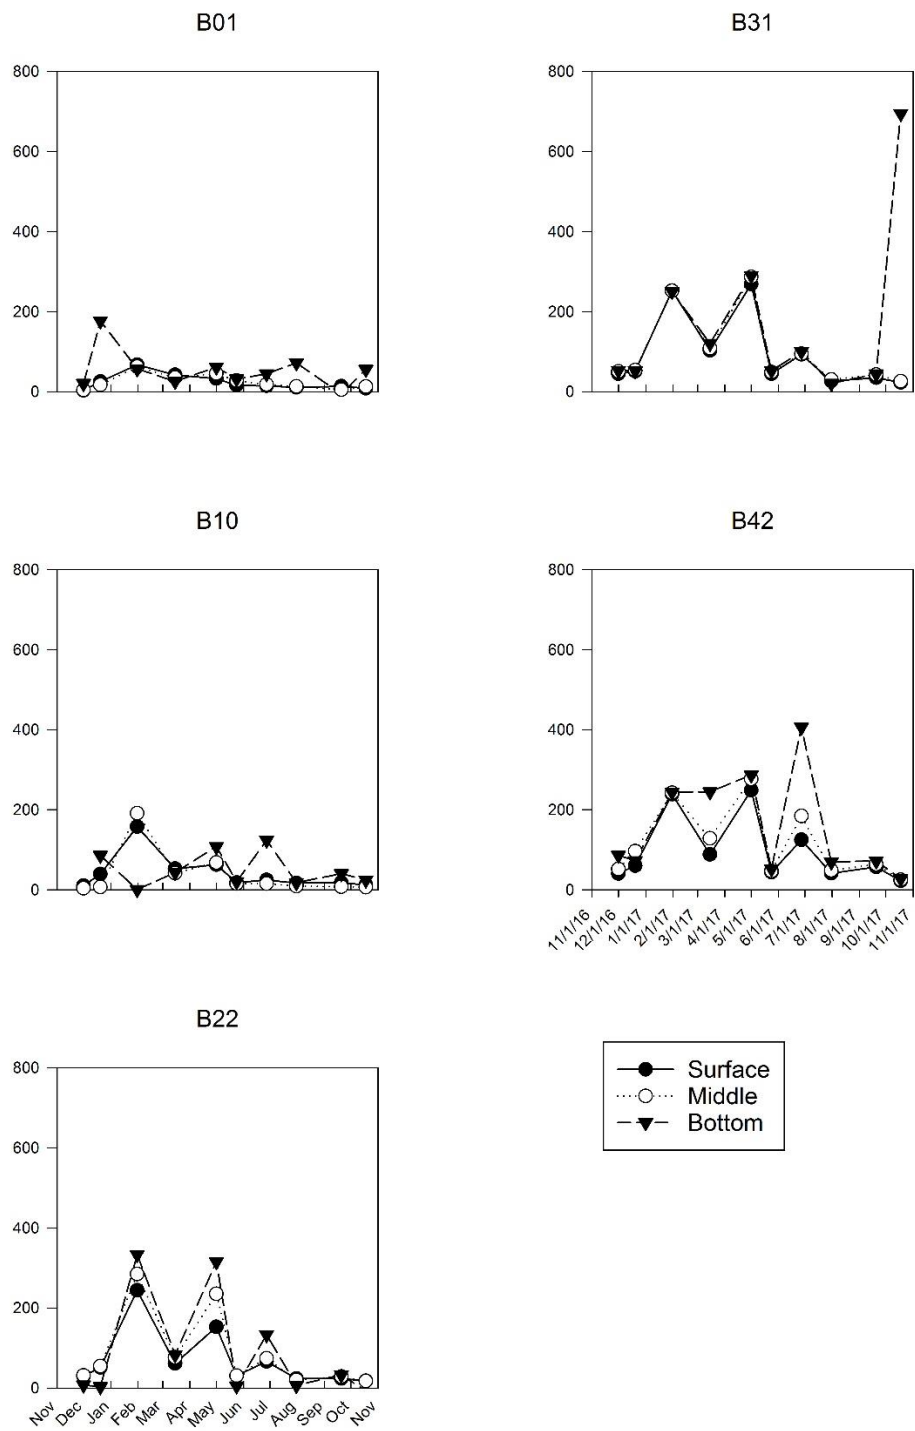 B01
800
600
400
200
0
B31
800
600
400
200
0
B10
800
600
400
200
0
B42
800
600
400
200
0
11/1/16
12/1/16
1/1/17
2/1/17
3/1/17
4/1/17
5/1/17
6/1/17
7/1/17
8/1/17
9/1/17
10/1/17
11/1/17
B22
800
600
400
200
0
Nov
Dec
Jan
Feb
Mar
Apr
May
Jun
Jul
Aug
Sep
Oct
Nov
Surface
Middle
Bottom